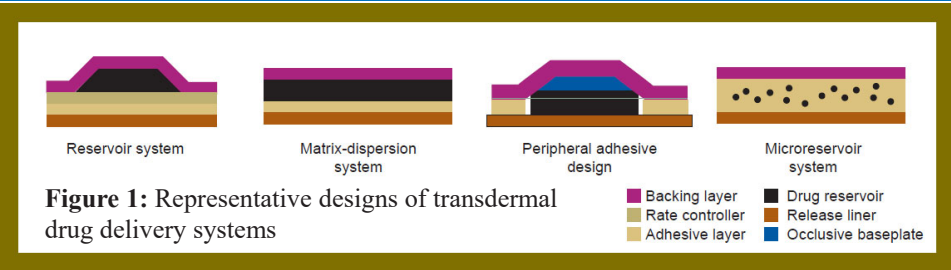 Reservoir system
Matrix-dispersion
system
Peripheral adhesive
design
Microreservoir
system
Figure 1: Representative designs of transdermal
drug delivery systems
Backing layer
Rate controller
Adhesive layer
Drug reservoir
Release liner
Occlusive baseplate